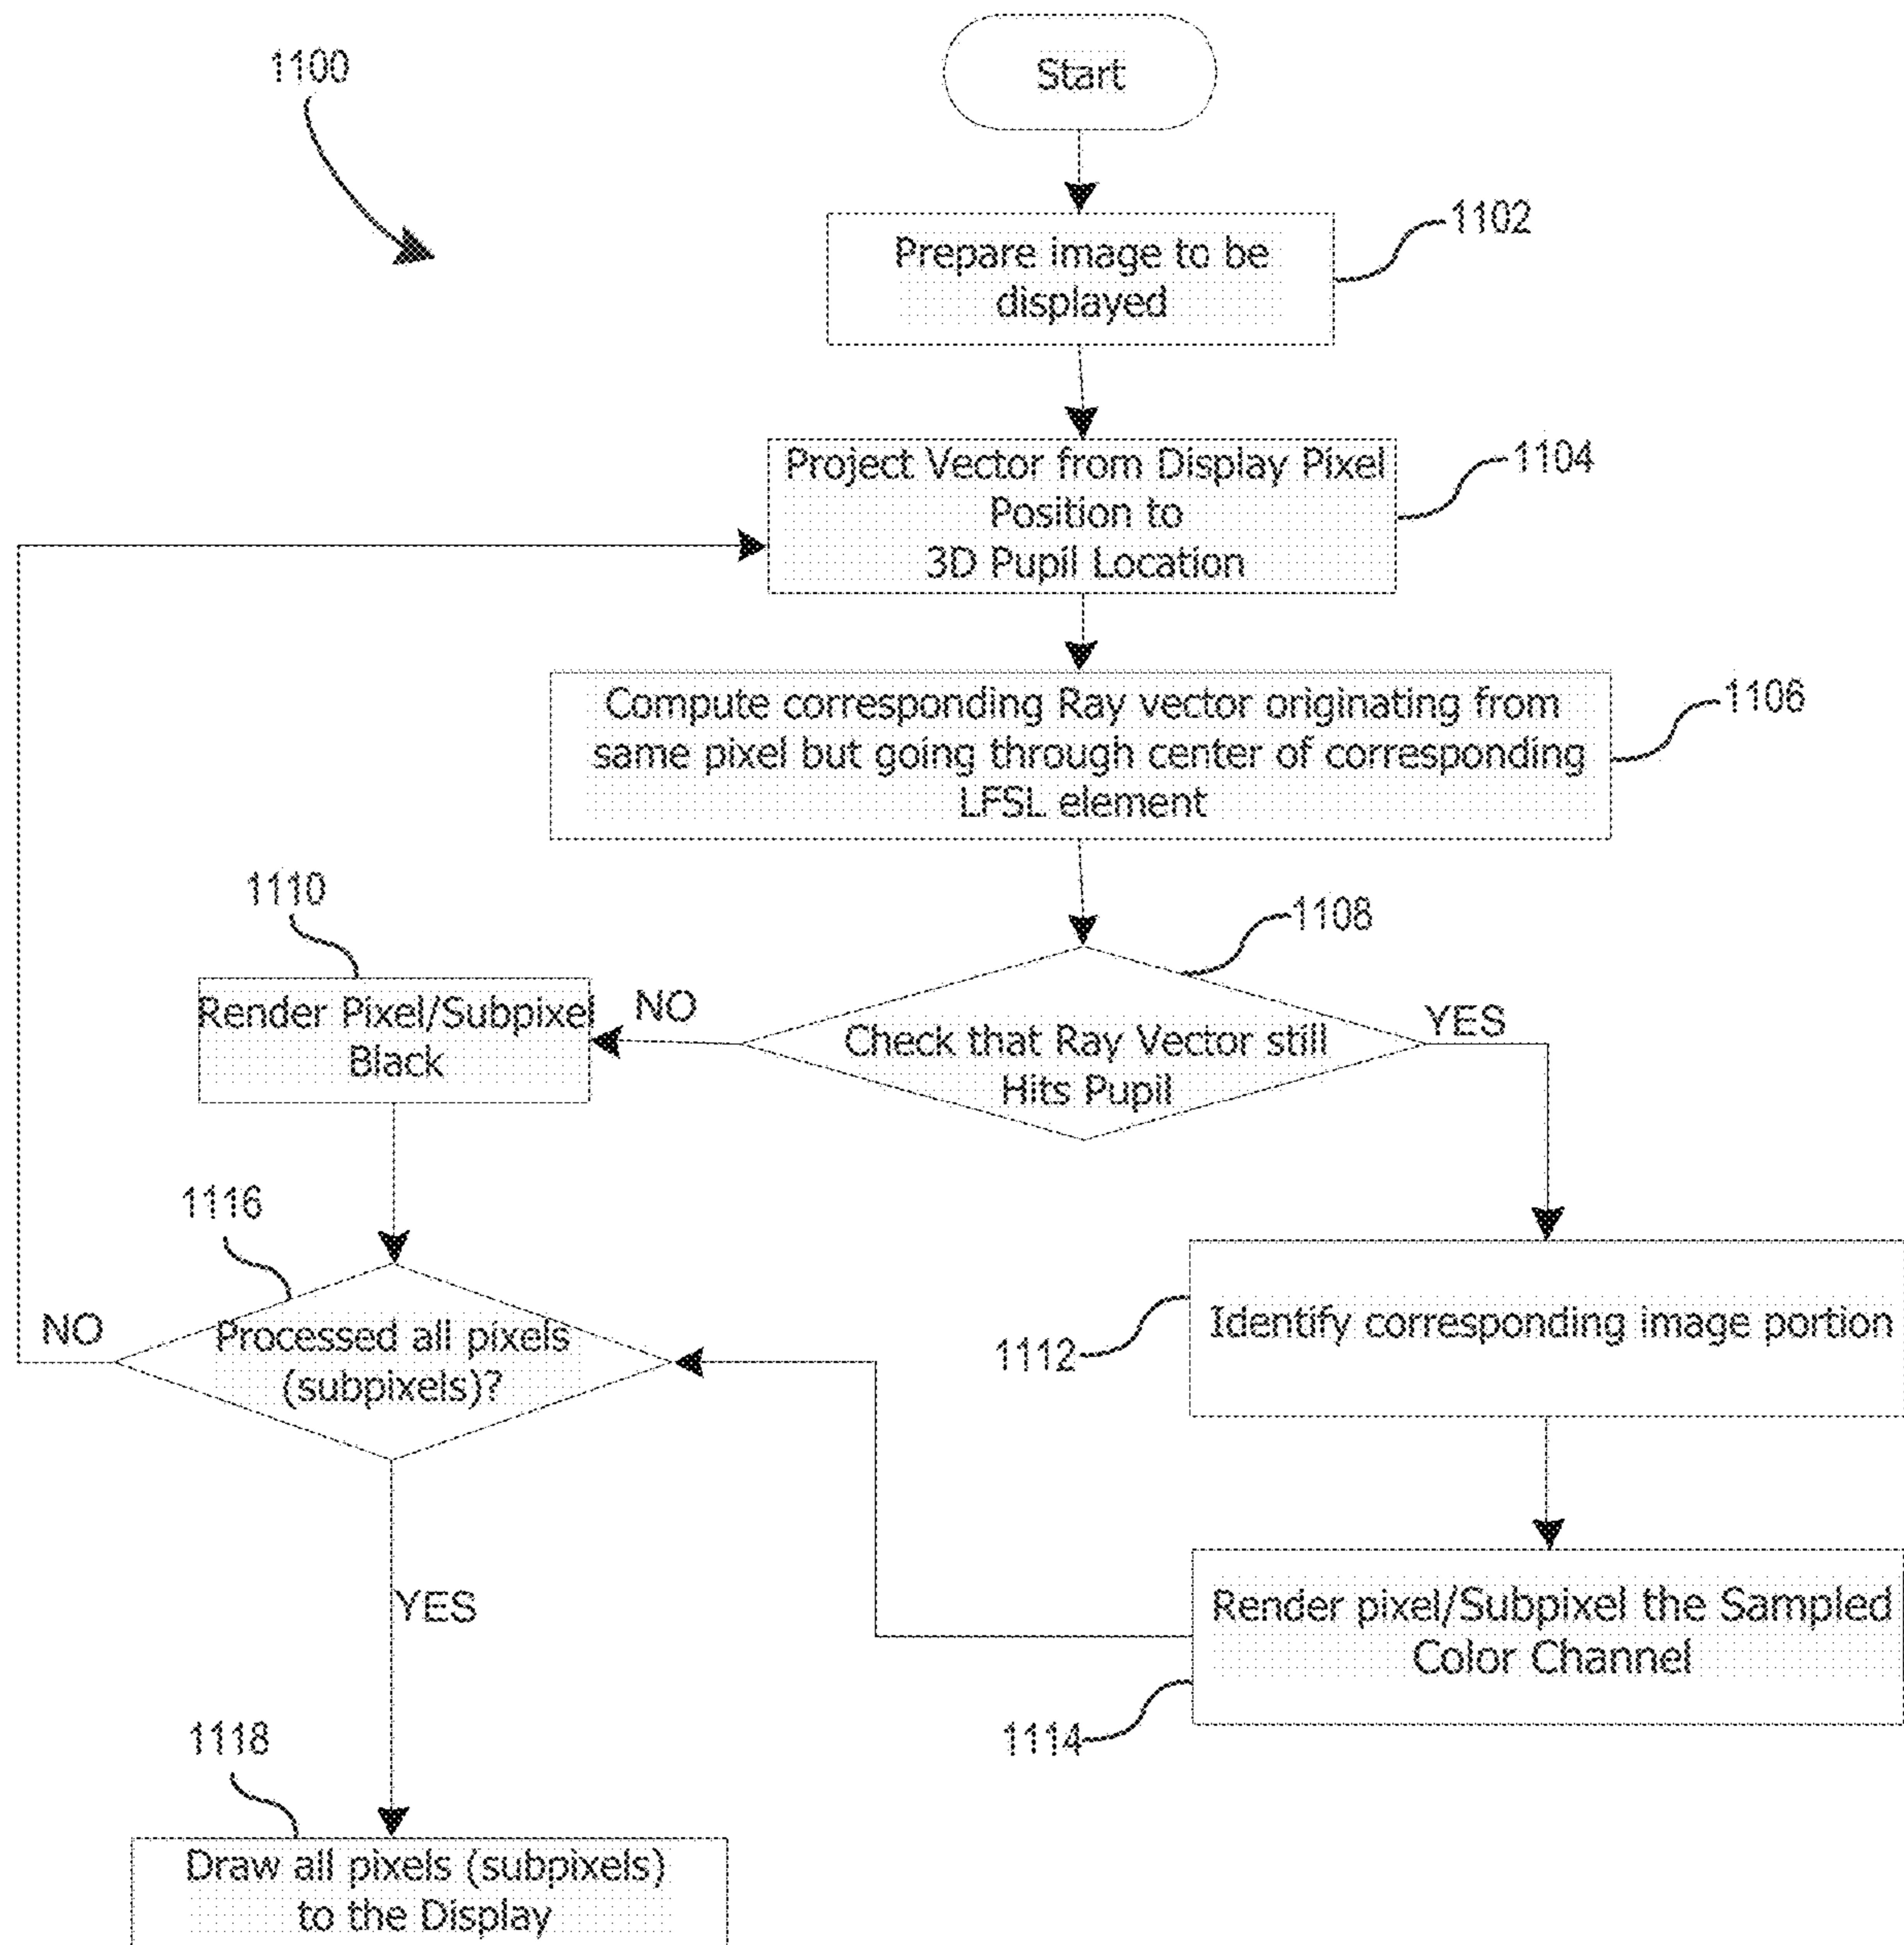 1100
Start
1102
Prepare image to be
displayed
1104
Project Vector from Display Pixel
Position to
3D Pupil Location
1106
Compute corresponding Ray vector originating from
same pixel but going through center of corresponding
LFSL element
1108
Check that Ray Vector still
Hits Pupil
NO
YES
1110
Render Pixel/Subpixel
Black
1116
Processed all pixels
(subpixels)?
NO
YES
1112
Identify corresponding image portion
1114
Render pixel/Subpixel the Sampled
Color Channel
1118
Draw all pixels (subpixels)
to the Display